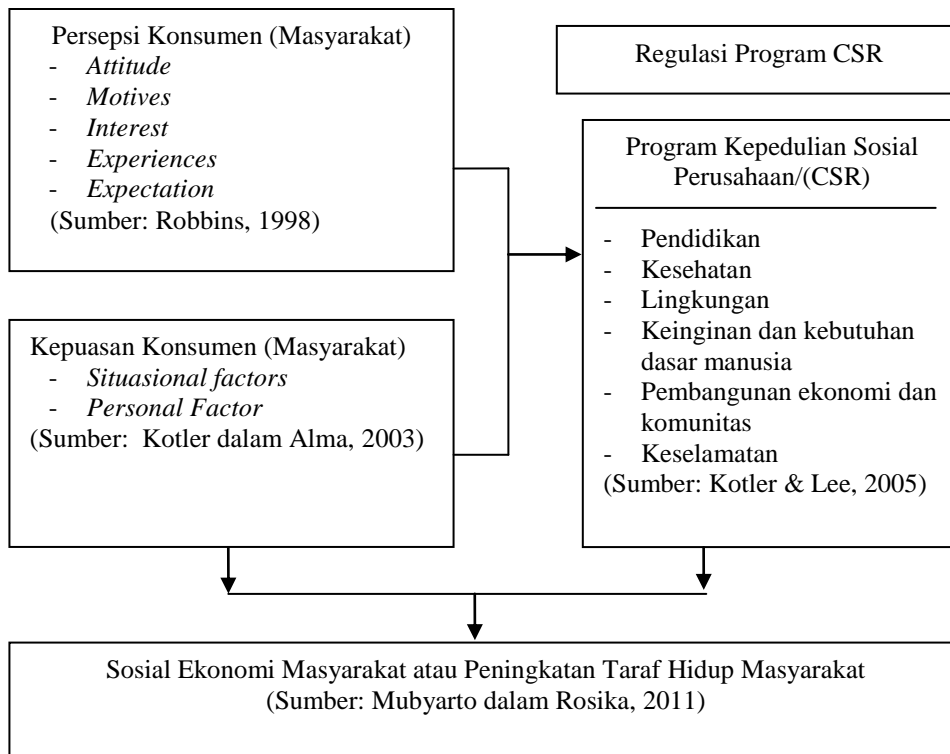 Persepsi Konsumen (Masyarakat)
- Attitude
- Motives
- Interest
- Experiences
- Expectation
(Sumber: Robbins, 1998)
Kepuasan Konsumen (Masyarakat)
- Situasional factors
- Personal Factor
(Sumber: Kotler dalam Alma, 2003)
Regulasi Program CSR
Program Kepedulian Sosial
Perusahaan/(CSR)
- Pendidikan
- Kesehatan
- Lingkungan
- Keinginan dan kebutuhan
dasar manusia
- Pembangunan ekonomi dan
komunitas
- Keselamatan
(Sumber: Kotler & Lee, 2005)
Sosial Ekonomi Masyarakat atau Peningkatan Taraf Hidup Masyarakat
(Sumber: Mubyarto dalam Rosika, 2011)